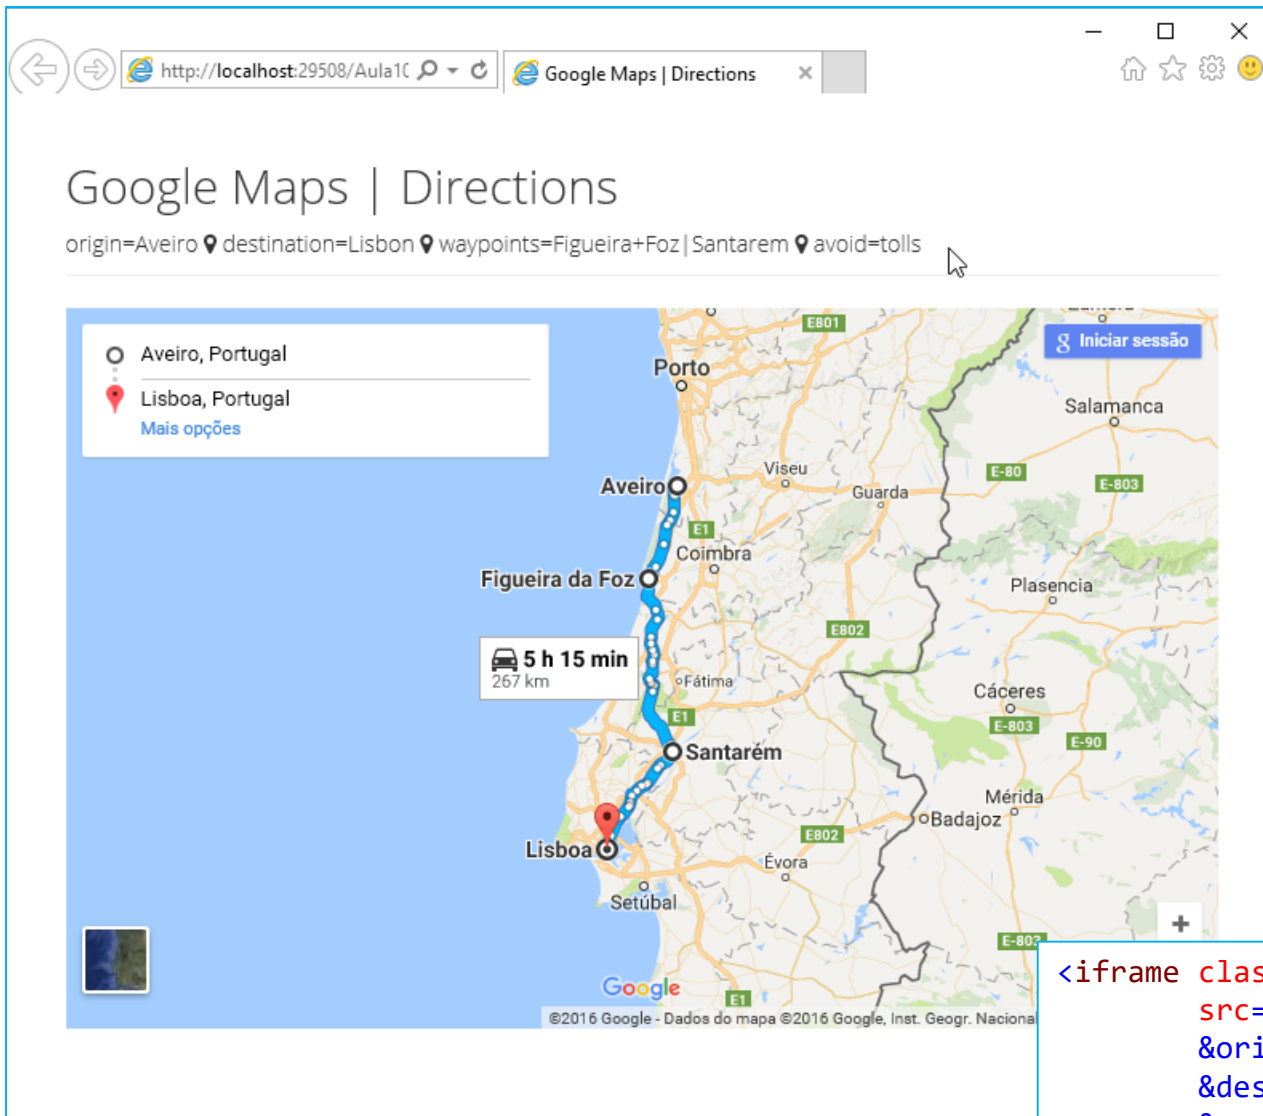 http://localhost:29508/Aula10
Google Maps | Directions
Google Maps | Directions
origin=Aveiro destination=Lisbon waypoints=Figueira+Foz|Santarem avoid=tolls
Aveiro, Portugal
Lisboa, Portugal
Mais opções
g Iniciar sessão
E801
Porto
Salamanca
Viseu
E-80
E-803
Aveiro
Guarda
E1
Coimbra
Figueira da Foz
Plasencia
E802
5 h 15 min
267 km
Fátima
Cáceres
E1
E-803
E-90
Santarém
Mérida
Badajoz
E802
Lisboa
Évora
Setúbal
+
E-803
Google
E1
©2016 Google - Dados do mapa ©2016 Google, Inst. Geogr. Nacional
<iframe clas
src=
&ori
&des